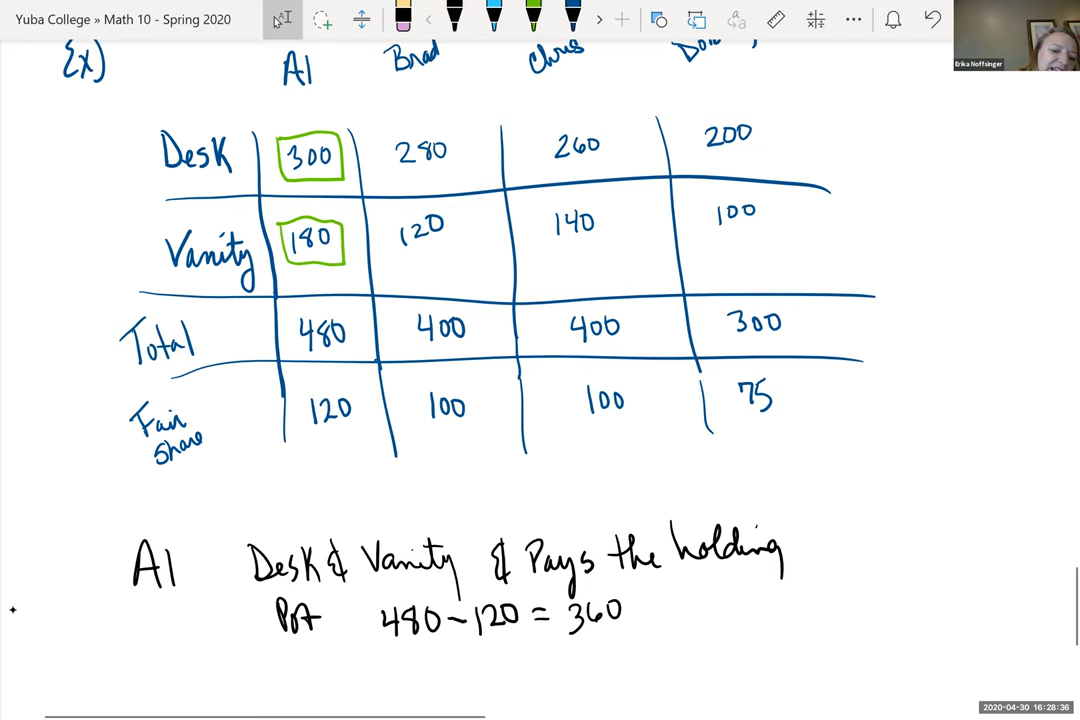 Yuba College » Math 10 - Spring 2020
Erika Noffsinger
Ex)
Al Brad Chris
Desk 300 280 260 200
Vanity 180 120 140 100
Total 480 400 400 300
Fair Share 120 100 100 75
Al Desk & Vanity & Pays the holding
Pot 480 - 120 = 360
2020-04-30 16:28:36